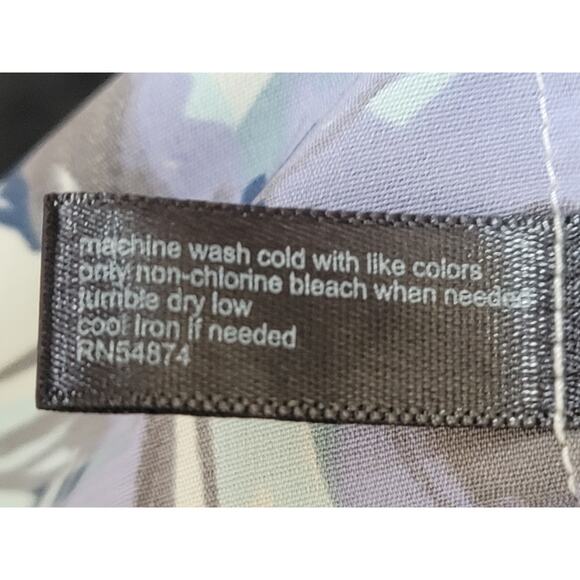 machine wash cold with like colors
only non-chlorine bleach when needed
tumble dry low
cool iron if needed
RN54874